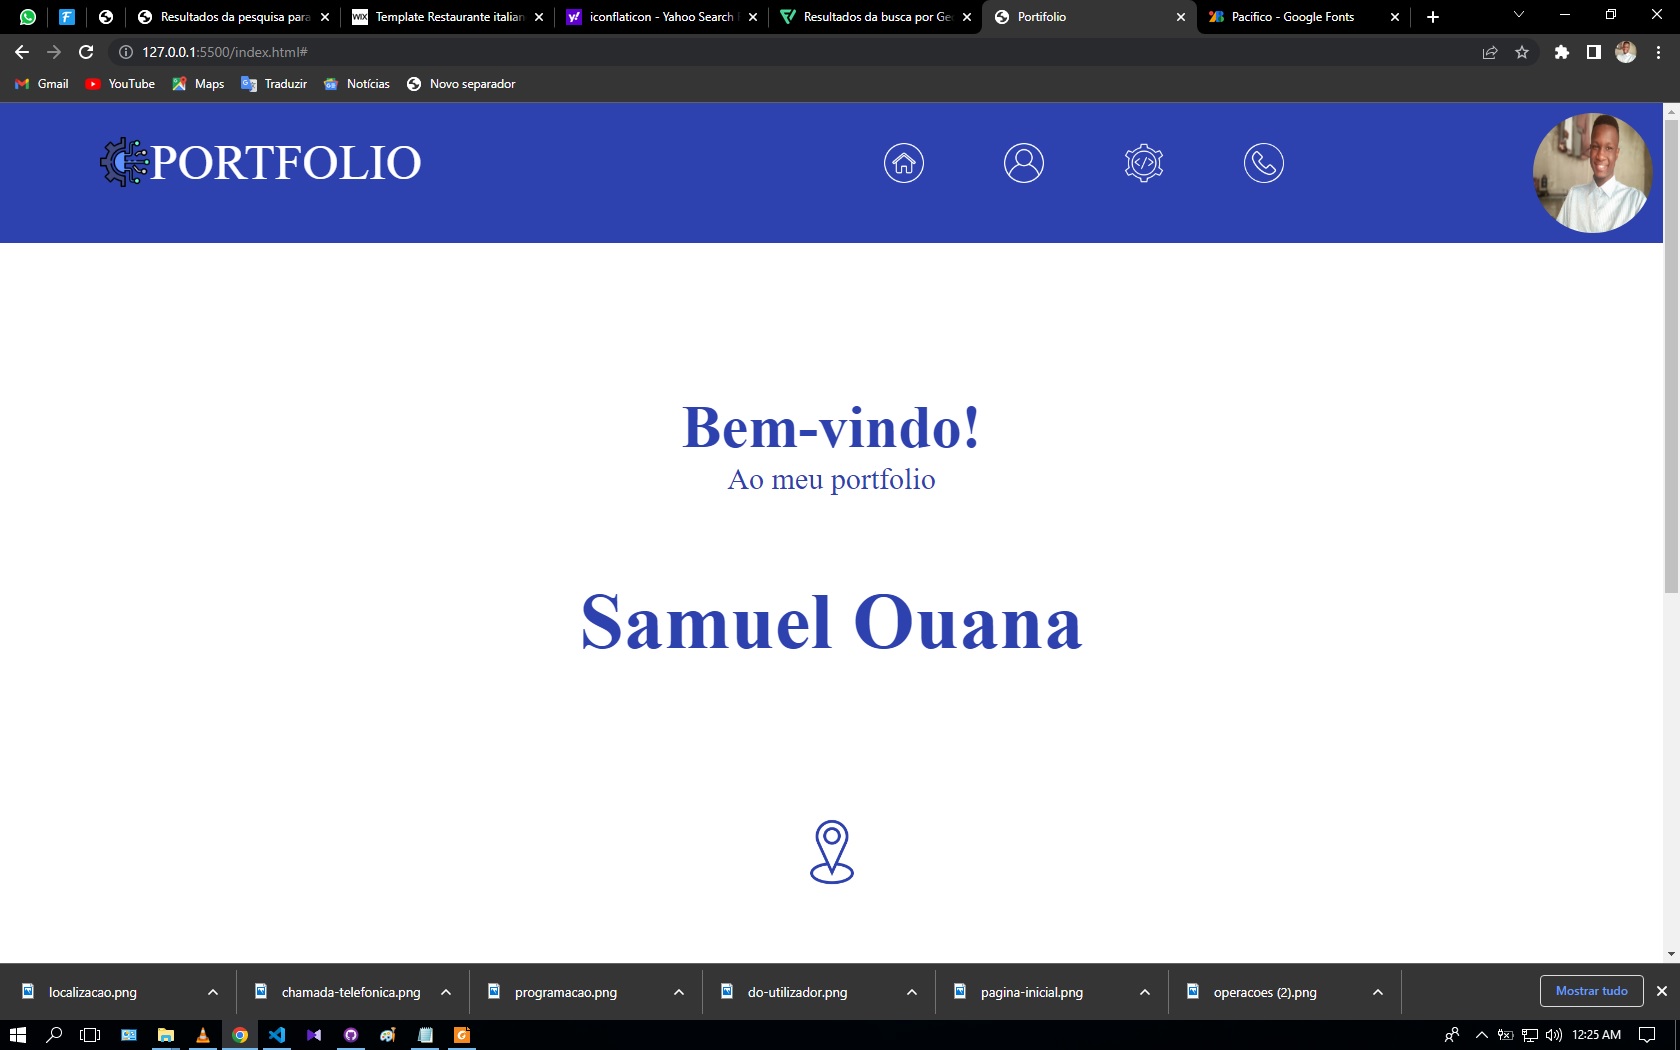 Resultados da pesquisa para
Template Restaurante italian
iconflaticon - Yahoo Search
Resultados da busca por Ge
Portifolio
Pacifico - Google Fonts
127.0.0.1:5500/index.html#
Gmail
YouTube
Maps
Traduzir
Notícias
Novo separador
PORTFOLIO
Bem-vindo!
Ao meu portfolio
Samuel Ouana
localizacao.png
chamada-telefonica.png
programacao.png
do-utilizador.png
pagina-inicial.png
operacoes (2).png
Mostrar tudo
12:25 AM